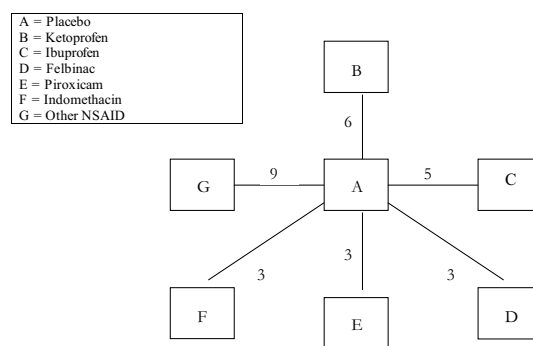 A = Placebo
B = Ketoprofen
C = Ibuprofen
D = Felbinac
E = Piroxicam
F = Indomethacin
G = Other NSAID
B
6
G
9
A
5
C
3
3
3
F
E
D